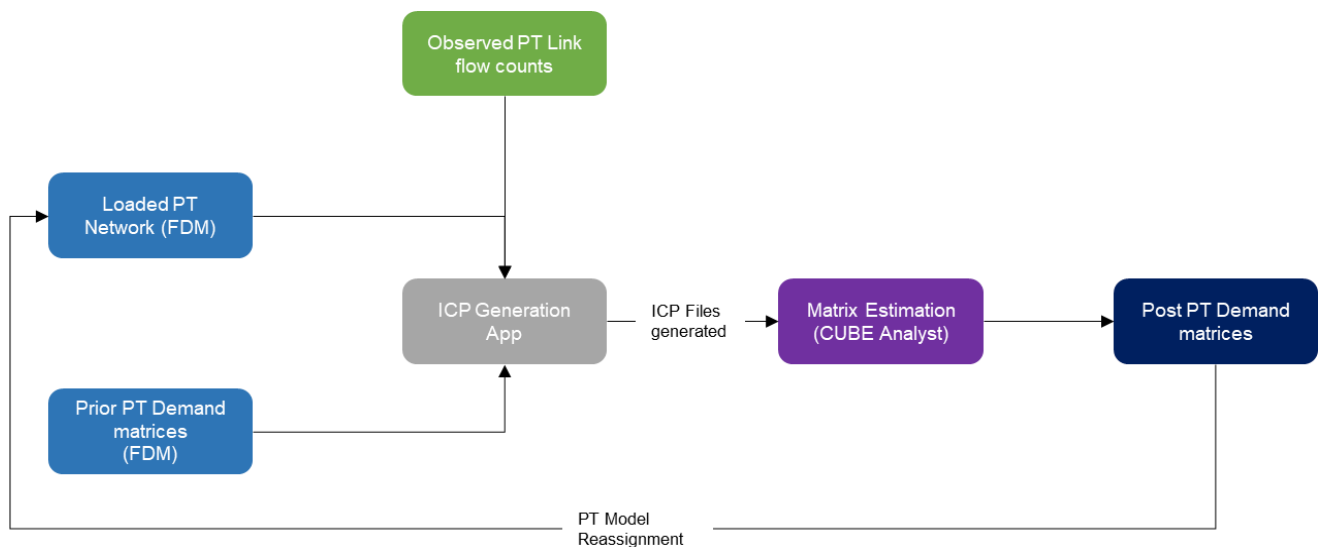 Observed PT Link
flow counts
Loaded PT
Network (FDM)
ICP Generation
App
ICP Files
generated
Matrix Estimation
(CUBE Analyst)
Post PT Demand
matrices
Prior PT Demand
matrices
(FDM)
PT Model
Reassignment